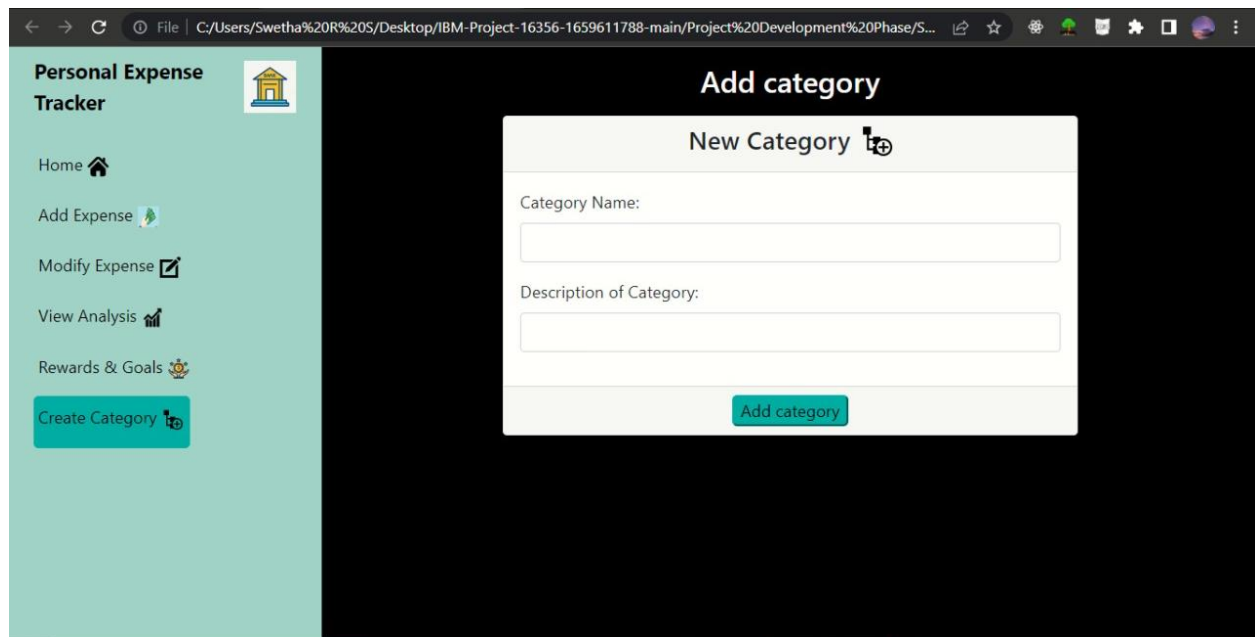 File | C:/Users/Swetha%20R%20S/Desktop/IBM-Project-16356-1659611788-main/Project%20Development%20Phase/S...
Personal Expense
Tracker
Home
Add Expense
Modify Expense
View Analysis
Rewards & Goals
Create Category
Add category
New Category
Category Name:
Description of Category:
Add category